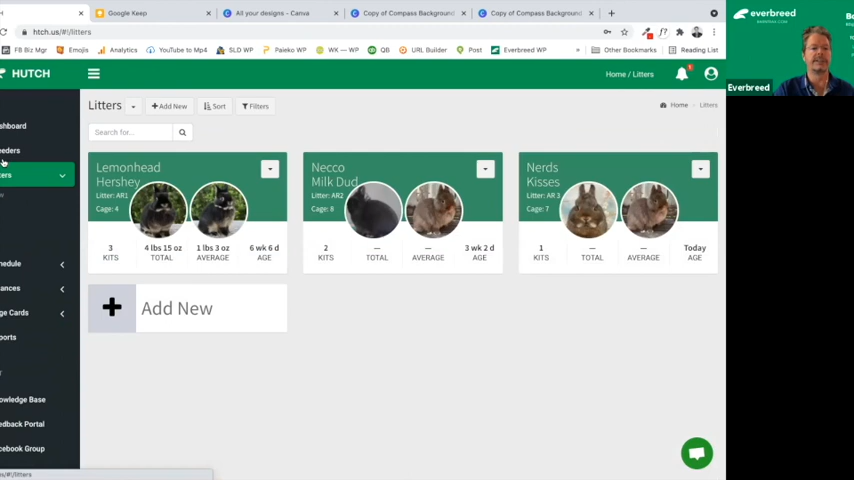 Google Keep
All your designs - Canva
Copy of Compass Background
Copy of Compass Background
htch.us/#!/litters
FB Biz Mgr
Emojis
Analytics
YouTube to Mp4
SLD WP
Paleko WP
WK — WP
QB
URL Builder
Post
Everbreed WP
»
Other Bookmarks
Reading List
everbreed
HUTCH
Home / Litters
1
Everbreed
Litters
Add New
Sort
Filters
Home
Litters
Search for...
shboard
eeders
ers
hedule
ances
ge Cards
ports
owledge Base
edback Portal
cebook Group
Lemonhead
Hershey
Litter: AR1
Cage: 4
3
KITS
4 lbs 15 oz
TOTAL
1 lbs 3 oz
AVERAGE
6 wk 6 d
AGE
Necco
Milk Dud
Litter: AR2
Cage: 8
2
KITS
—
TOTAL
—
AVERAGE
3 wk 2 d
AGE
Nerds
Kisses
Litter: AR 3
Cage: 7
1
KITS
—
TOTAL
—
AVERAGE
Today
AGE
Add New
es/#!/litters